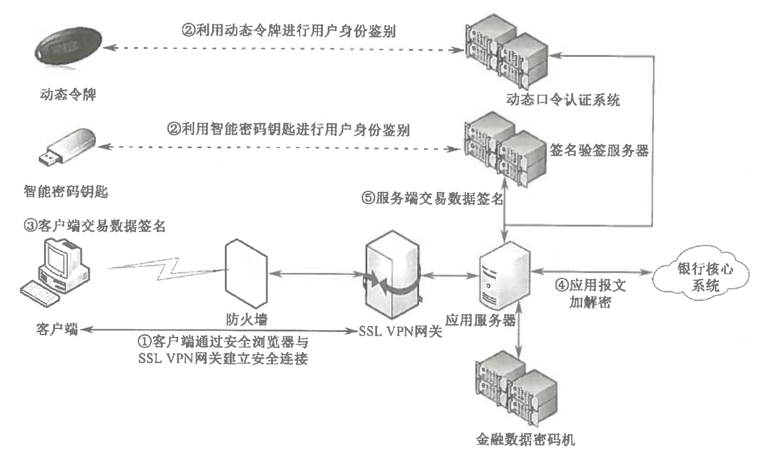 ②利用动态令牌进行用户身份鉴别
动态令牌
动态口令认证系统
②利用智能密码钥匙进行用户身份鉴别
签名验签服务器
智能密码钥匙
⑤服务端交易数据签名
③客户端交易数据签名
银行核心
系统
④应用报文
加解密
防火墙
SSL VPN网关
应用服务器
客户端
①客户端通过安全浏览器与
SSL VPN网关建立安全连接
金融数据密码机